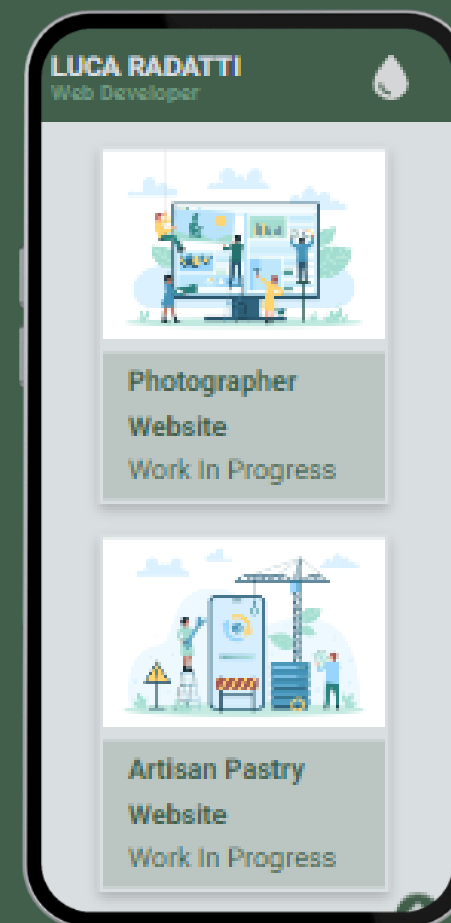 LUCA RADATTI
Web Developer
Photographer
Website
Work In Progress
Artisan Pastry
Website
Work In Progress